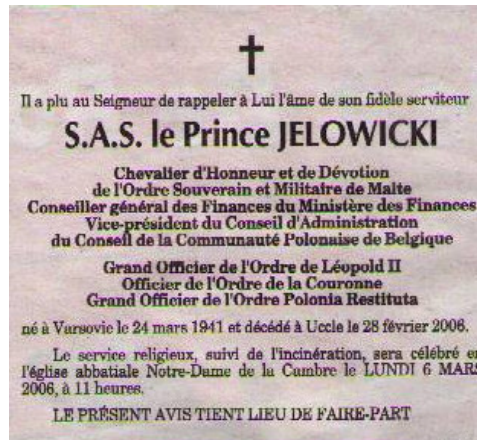 Il a plu au Seigneur de rappeler à Lui l'âme de son fidèle serviteur
S.A.S. le Prince JELOWICKI
Chevalier d'Honneur et de Dévotion
de l'Ordre Souverain et Militaire de Malte
Conseiller général des Finances du Ministère des Finances
Vice-président du Conseil d'Administration
du Conseil de la Communauté Polonaise de Belgique
Grand Officier de l'Ordre de Léopold II
Officier de l'Ordre de la Couronne
Grand Officier de l'Ordre Polonia Restituta
né à Varsovie le 24 mars 1941 et décédé à Uccle le 28 février 2006.
Le service religieux, suivi de l'incinération, sera célébré en
l'église abbatiale Notre-Dame de la Cambre le LUNDI 6 MARS
2006, à 11 heures.
LE PRÉSENT AVIS TIENT LIEU DE FAIRE-PART